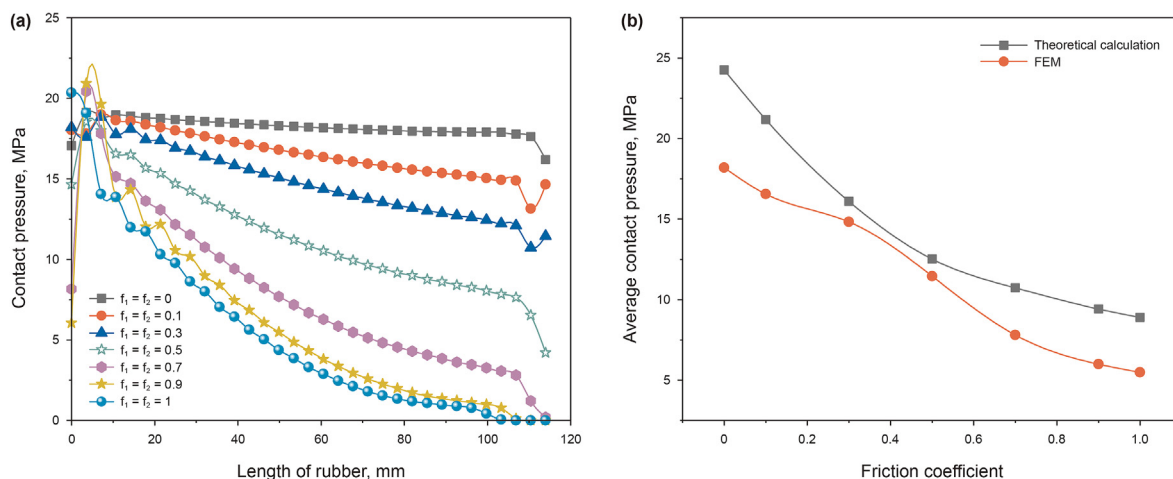 (a)
25
20
15
10
5
0
Contact pressure, MPa
f₁ = f₂ = 0
f₁ = f₂ = 0.1
f₁ = f₂ = 0.3
f₁ = f₂ = 0.5
f₁ = f₂ = 0.7
f₁ = f₂ = 0.9
f₁ = f₂ = 1
0 20 40 60 80 100 120
Length of rubber, mm
(b)
Theoretical calculation
FEM
25
20
15
10
5
Average contact pressure, MPa
0 0.2 0.4 0.6 0.8 1.0
Friction coefficient